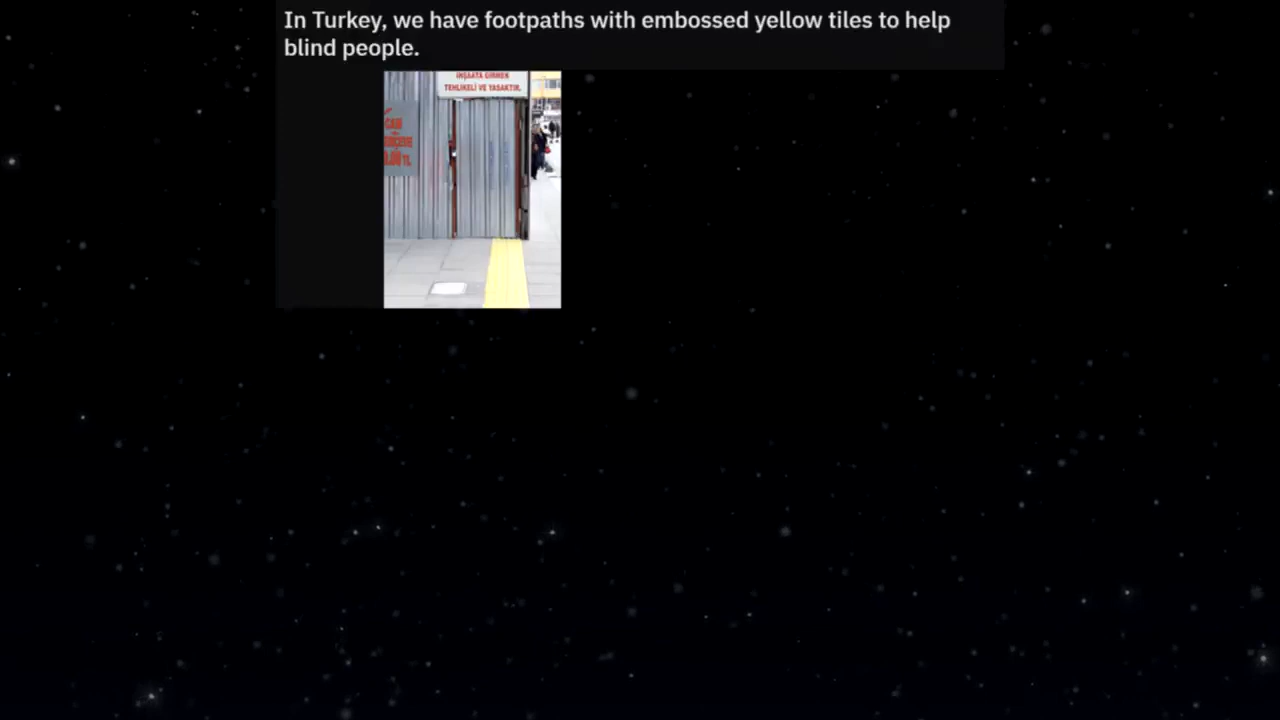 In Turkey, we have footpaths with embossed yellow tiles to help
blind people.
İNŞAATA GİRMEK
TEHLİKELİ VE YASAKTIR.